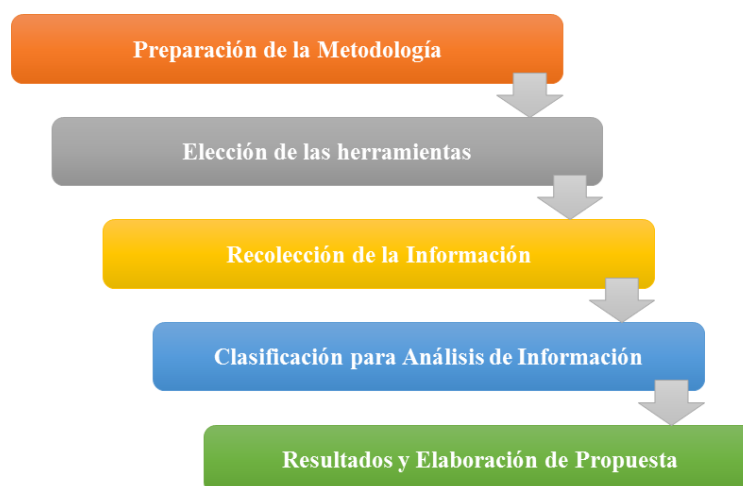 Preparación de la Metodología
Elección de las herramientas
Recolección de la Información
Clasificación para Análisis de Información
Resultados y Elaboración de Propuesta